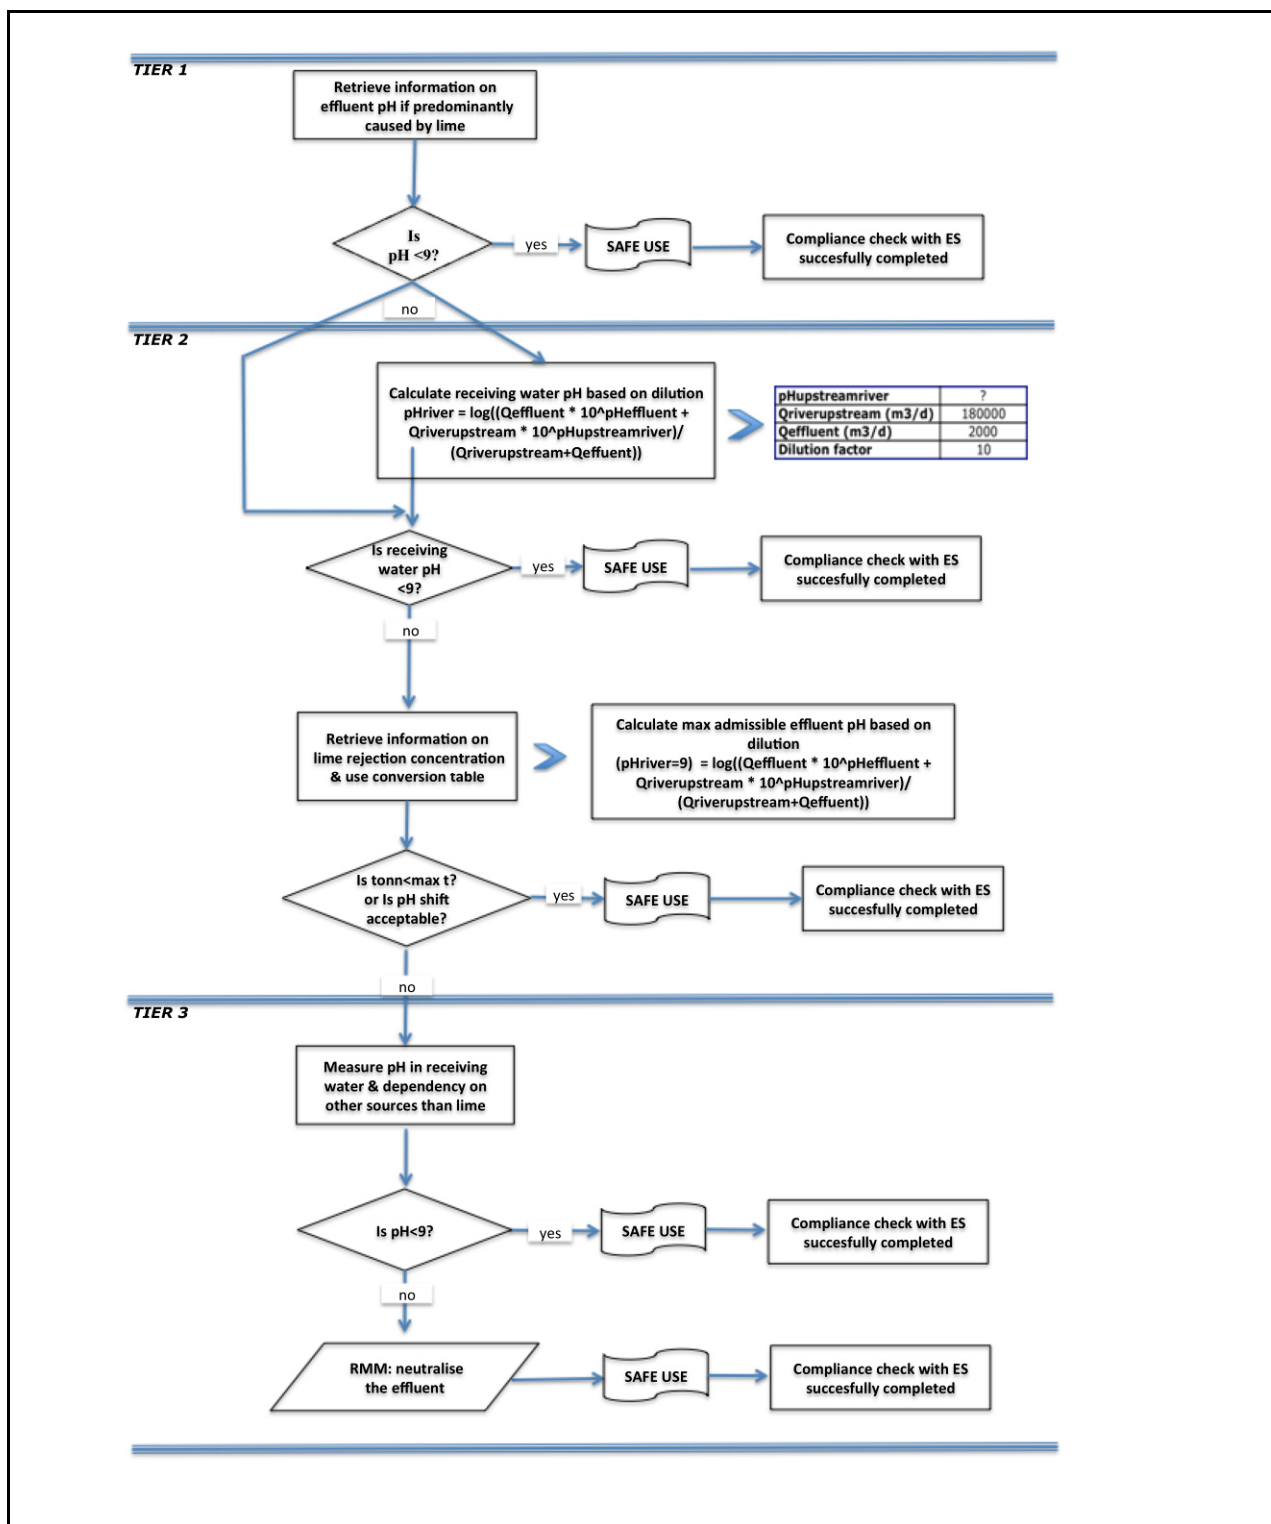 TIER 1
Retrieve information on
effluent pH if predominantly
caused by lime
Is
pH <9?
yes
SAFE USE
Compliance check with ES
succesfully completed
no
TIER 2
Calculate receiving water pH based on dilution
pHriver = log((Qeffluent * 10^pHeffluent +
Qriverupstream * 10^pHupstreamriver)/
(Qriverupstream+Qeffuent))
pHupstreamriver ?
Qriverupstream (m3/d) 180000
Qeffluent (m3/d) 2000
Dilution factor 10
Is receiving
water pH
<9?
yes
SAFE USE
Compliance check with ES
succesfully completed
no
Retrieve information on
lime rejection concentration
& use conversion table
Calculate max admissible effluent pH based on
dilution
(pHriver=9) = log((Qeffluent * 10^pHeffluent +
Qriverupstream * 10^pHupstreamriver)/
(Qriverupstream+Qeffuent))
Is tonn<max t?
or Is pH shift
acceptable?
yes
SAFE USE
Compliance check with ES
succesfully completed
no
TIER 3
Measure pH in receiving
water & dependency on
other sources than lime
Is pH<9?
yes
SAFE USE
Compliance check with ES
succesfully completed
no
RMM: neutralise
the effluent
SAFE USE
Compliance check with ES
succesfully completed